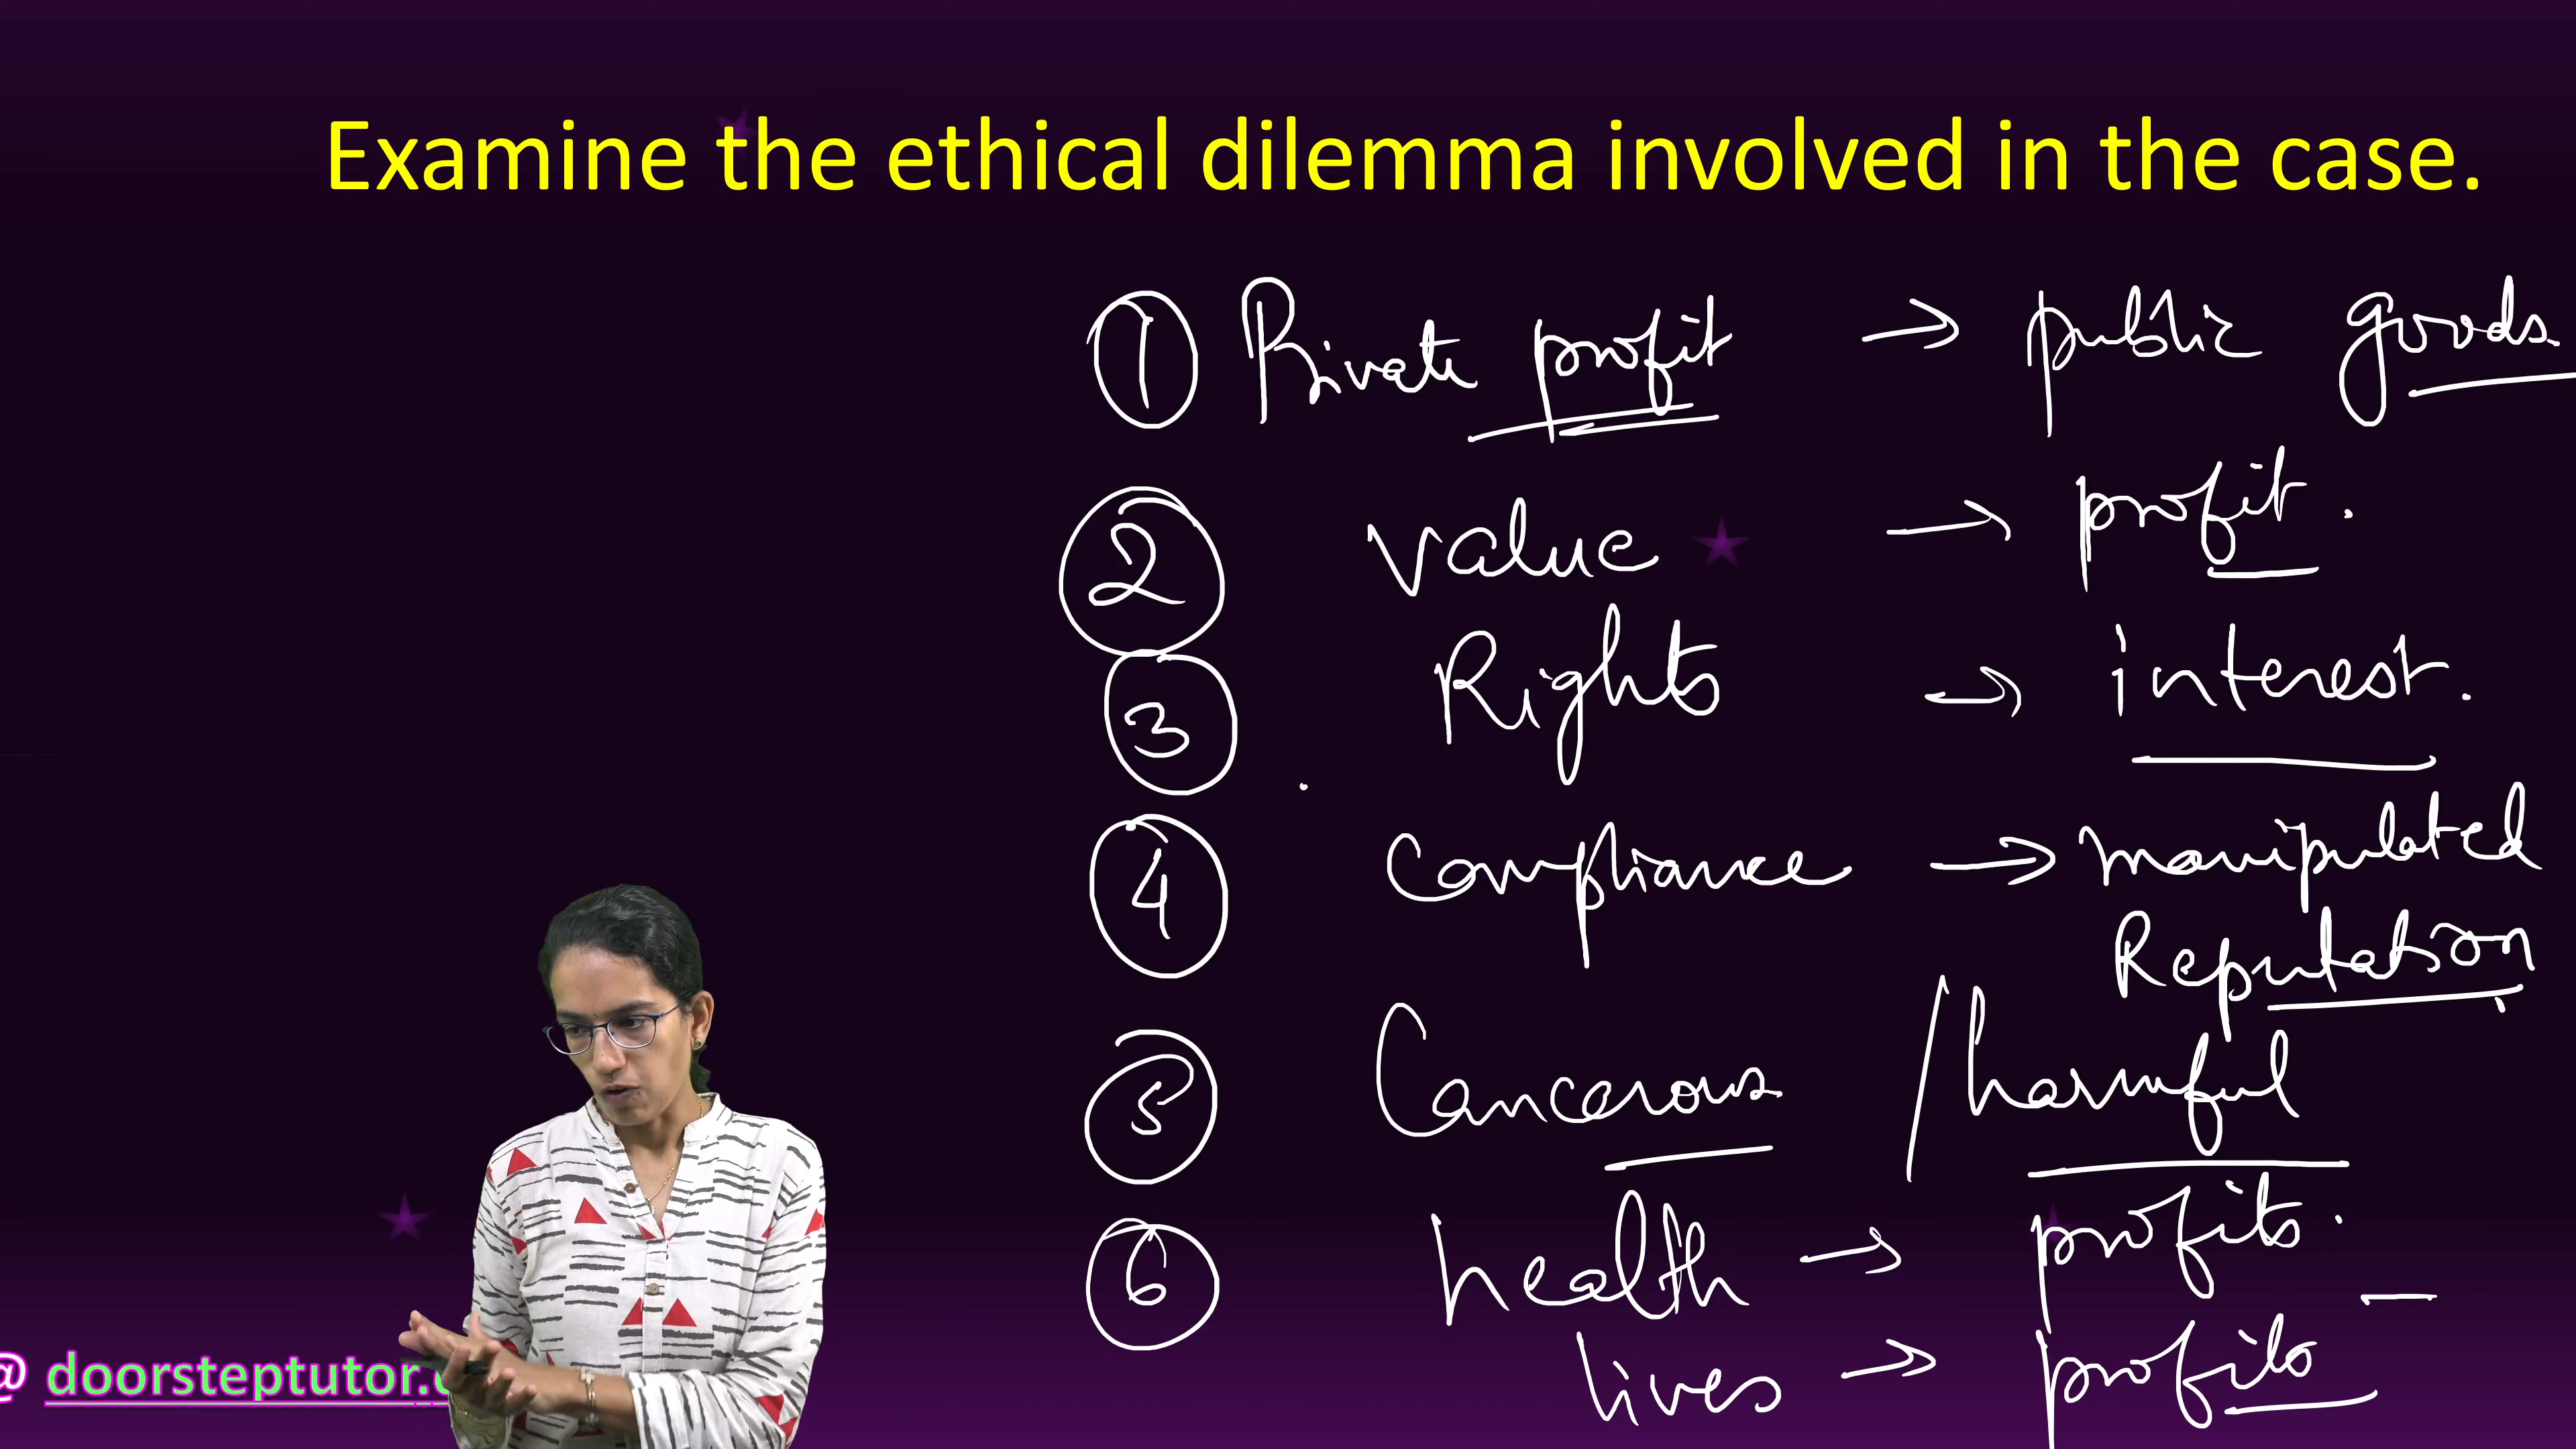 Examine the ethical dilemma involved in the case.
① Private profit → public goods.
② value → profit.
③ Rights → interest.
④ Compliance → manipulated
Reputation
⑤ Cancerous / harmful
⑥ health → profits.
lives → profits
@ doorsteptutor.